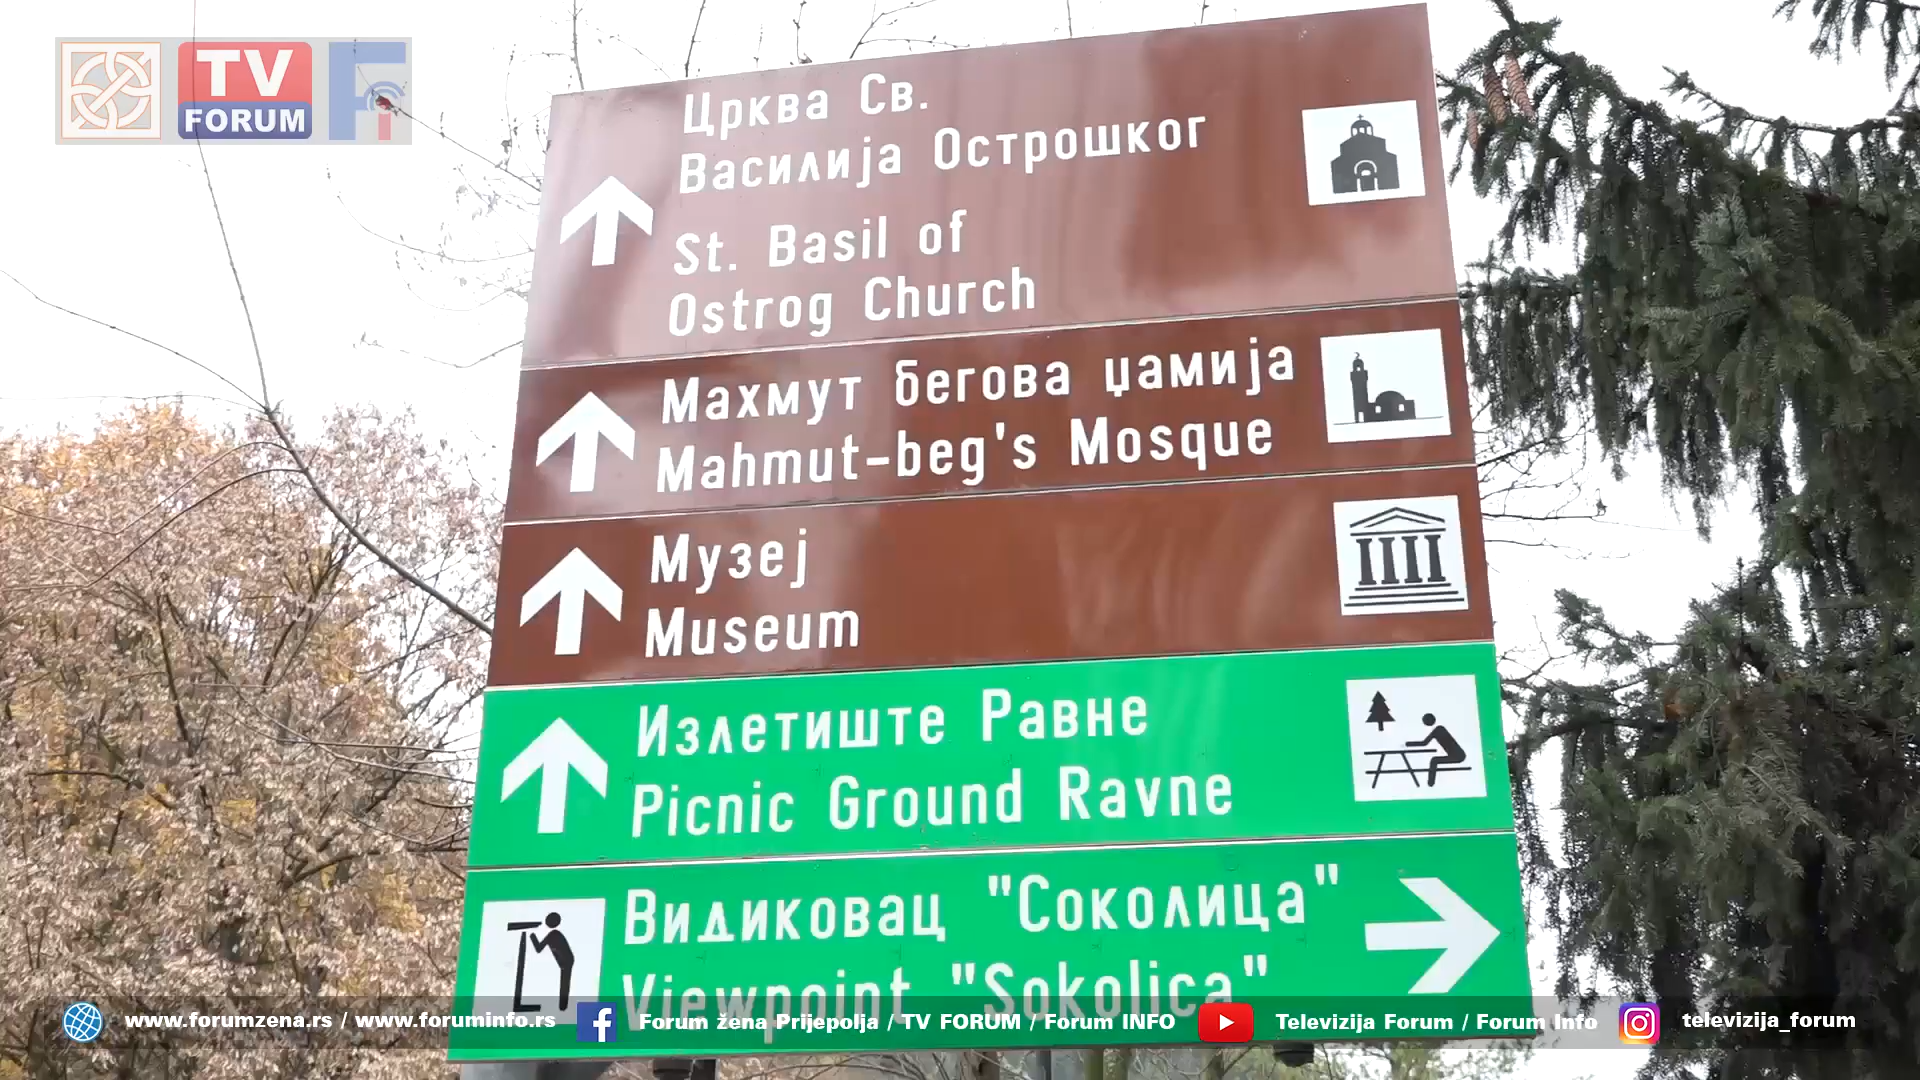 TV
FORUM
Fi
Црква Св.
Василија Острошког
St. Basil of
Ostrog Church
Махмут бегова џамија
Mahmut-beg's Mosque
Музеј
Museum
Излетиште Равне
Picnic Ground Ravne
Видиковац "Соколица"
Viewpoint "Sokolica"
www.forumzena.rs / www.foruminfo.rs
Forum žena Prijepolja / TV FORUM / Forum INFO
Televizija Forum / Forum Info
televizija_forum